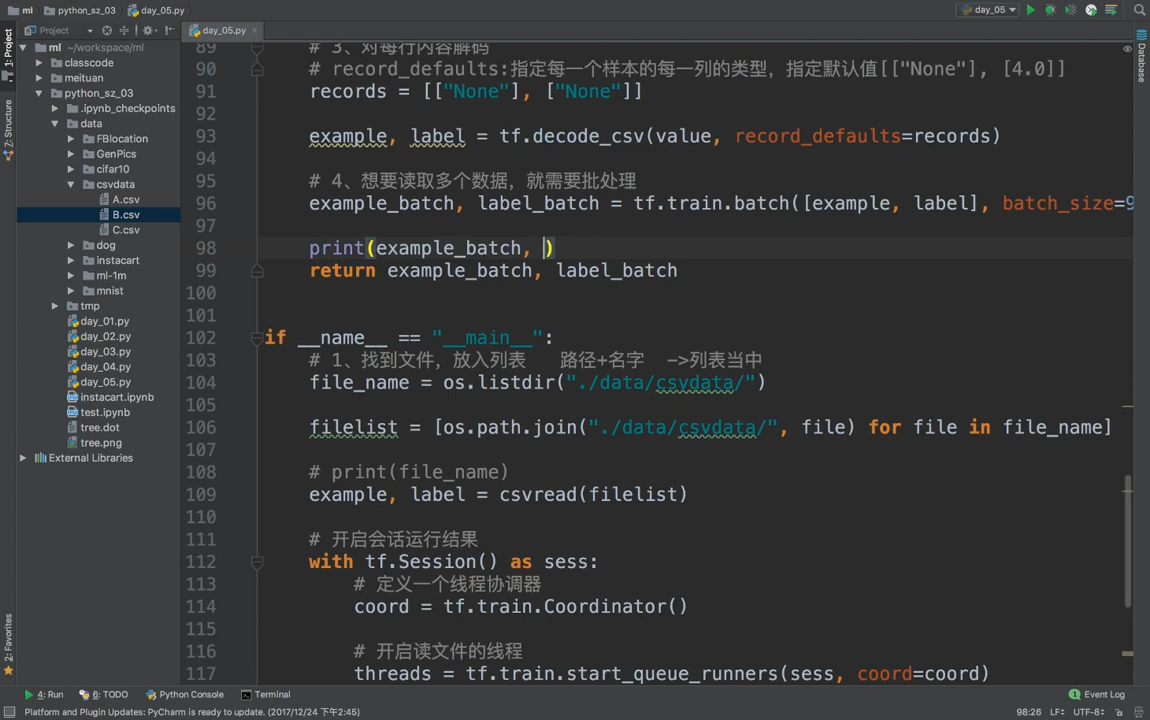 ml
python_sz_03
day_05.py
day_05
Project
day_05.py
1: Project
Structure
2: Favorites
Database
ml ~/workspace/ml
classcode
meituan
python_sz_03
.ipynb_checkpoints
data
FBlocation
GenPics
cifar10
csvdata
A.csv
B.csv
C.csv
dog
instacart
ml-1m
mnist
tmp
day_01.py
day_02.py
day_03.py
day_04.py
day_05.py
instacart.ipynb
test.ipynb
tree.dot
tree.png
External Libraries
89 # 3、对每行内容解码
90 # record_defaults:指定每一个样本的每一列的类型，指定默认值[["None"], [4.0]]
91 records = [["None"], ["None"]]
92
93 example, label = tf.decode_csv(value, record_defaults=records)
94
95 # 4、想要读取多个数据，就需要批处理
96 example_batch, label_batch = tf.train.batch([example, label], batch_size=9
97
98 print(example_batch, )
99 return example_batch, label_batch
100
101
102 if __name__ == "__main__":
103 # 1、找到文件，放入列表 路径+名字 ->列表当中
104 file_name = os.listdir("./data/csvdata/")
105
106 filelist = [os.path.join("./data/csvdata/", file) for file in file_name]
107
108 # print(file_name)
109 example, label = csvread(filelist)
110
111 # 开启会话运行结果
112 with tf.Session() as sess:
113 # 定义一个线程协调器
114 coord = tf.train.Coordinator()
115
116 # 开启读文件的线程
117 threads = tf.train.start_queue_runners(sess, coord=coord)
4: Run
6: TODO
Python Console
Terminal
1 Event Log
Platform and Plugin Updates: PyCharm is ready to update. (2017/12/24 下午2:45)
98:26
LF
UTF-8